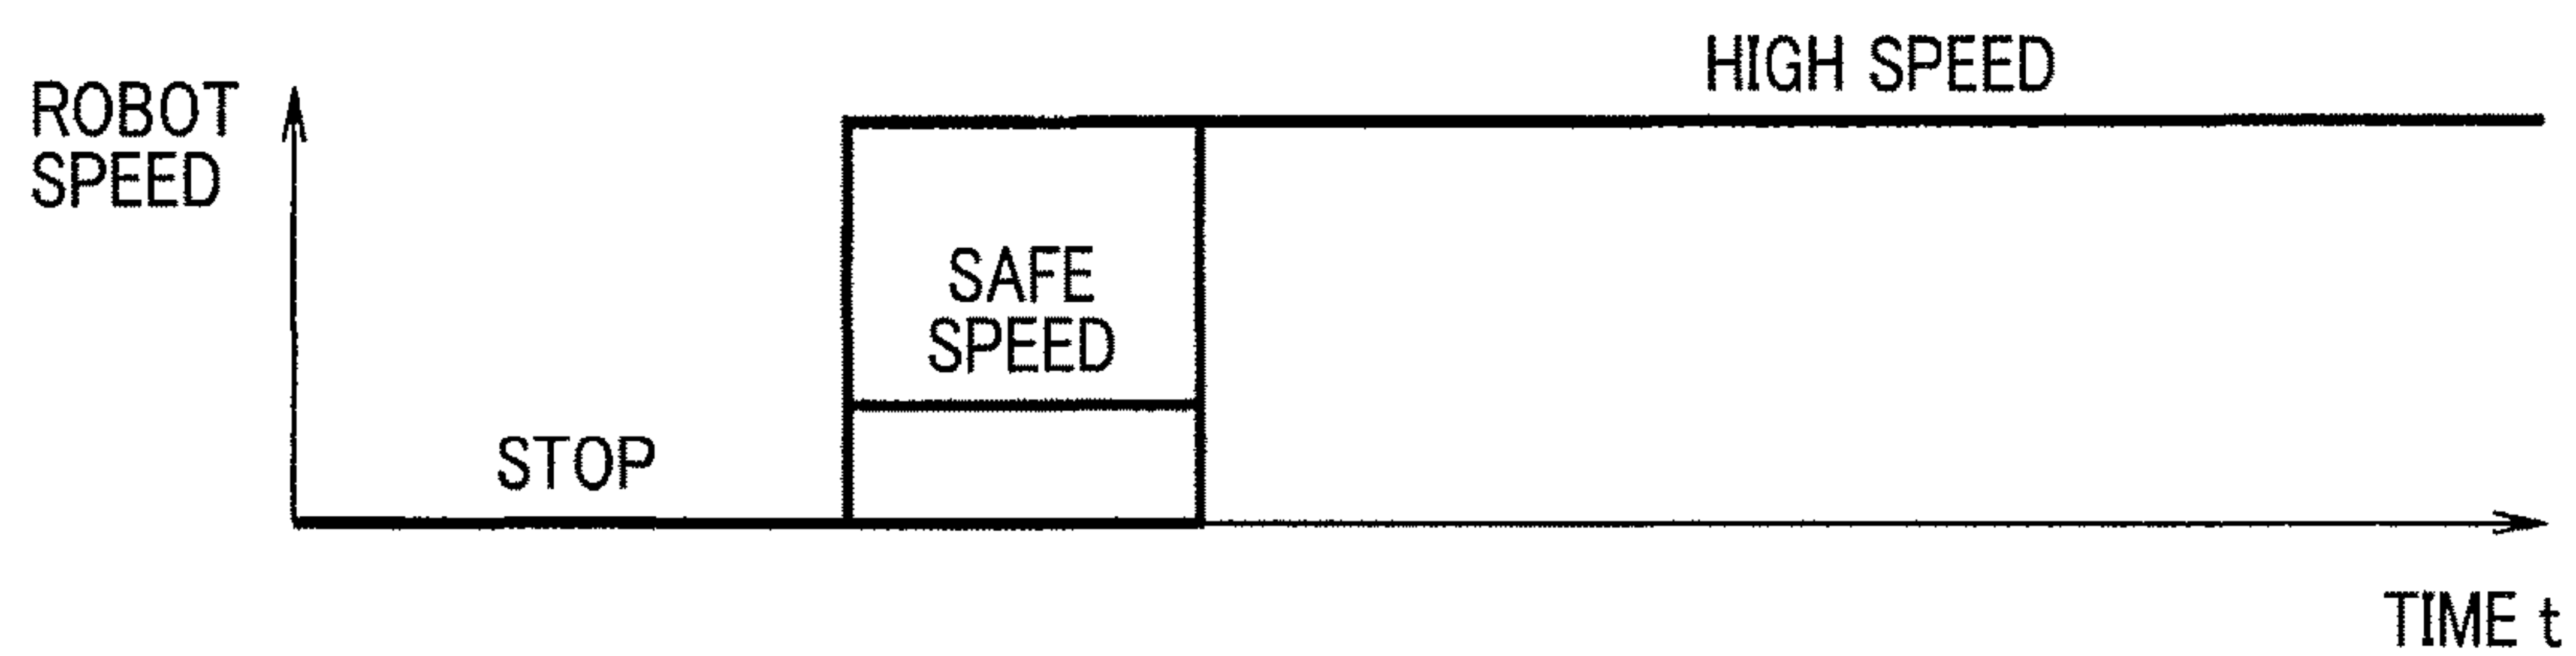 ROBOT
SPEED
HIGH SPEED
SAFE
SPEED
STOP
TIME t